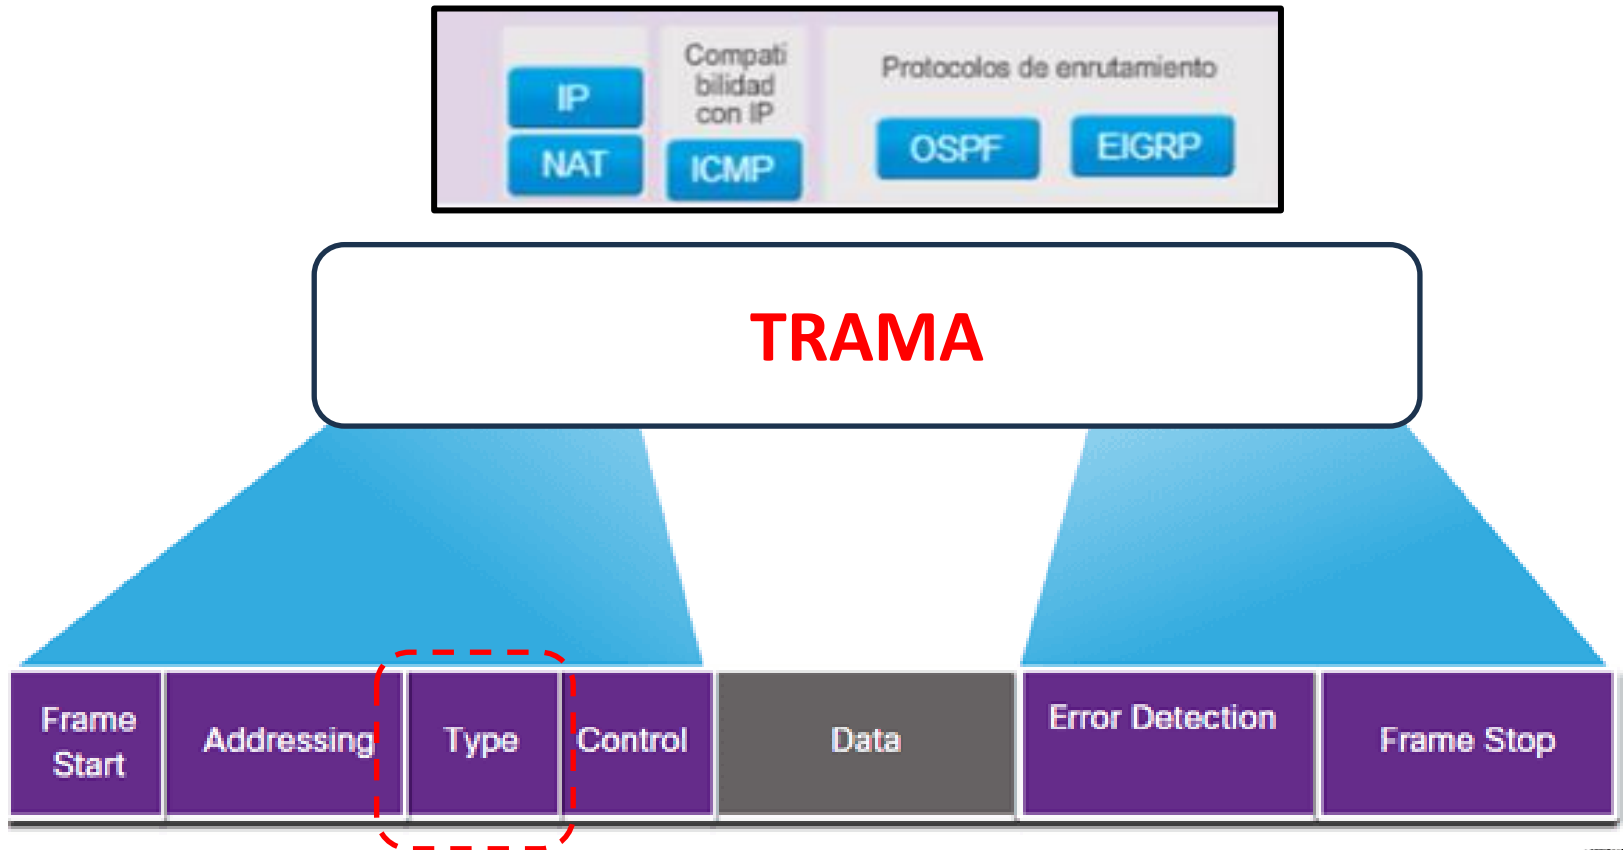 IP
NAT
Compati
bilidad
con IP
ICMP
Protocolos de enrutamiento
OSPF
EIGRP
TRAMA
Frame
Start
Addressing
Type
Control
Data
Error Detection
Frame Stop